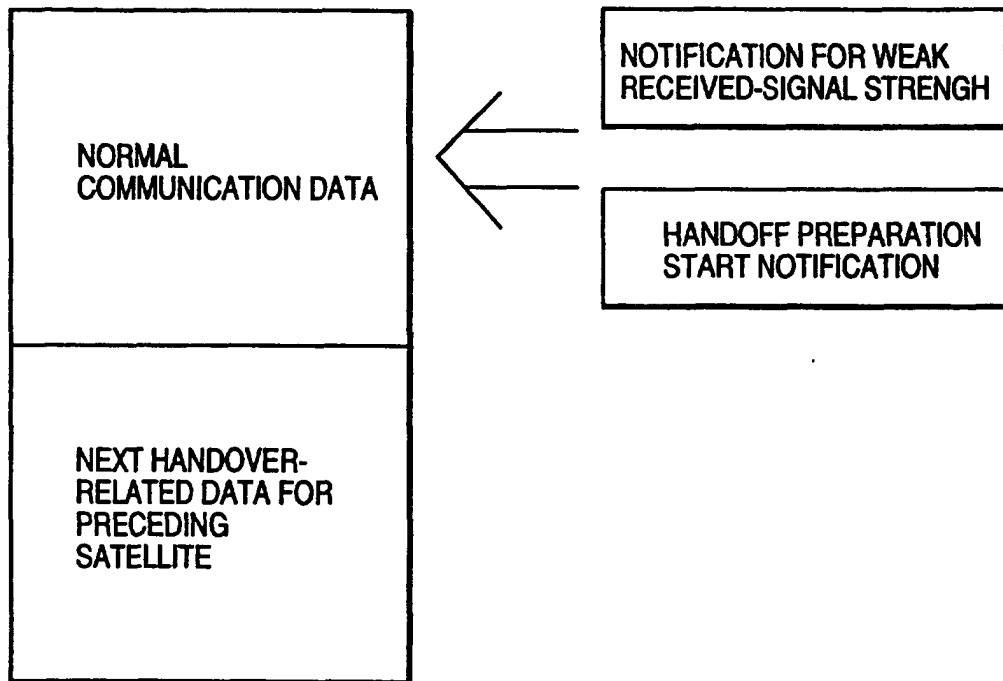 NORMAL
COMMUNICATION DATA
NEXT HANDOVER-
RELATED DATA FOR
PRECEDING
SATELLITE
NOTIFICATION FOR WEAK
RECEIVED-SIGNAL STRENGH
HANDOFF PREPARATION
START NOTIFICATION